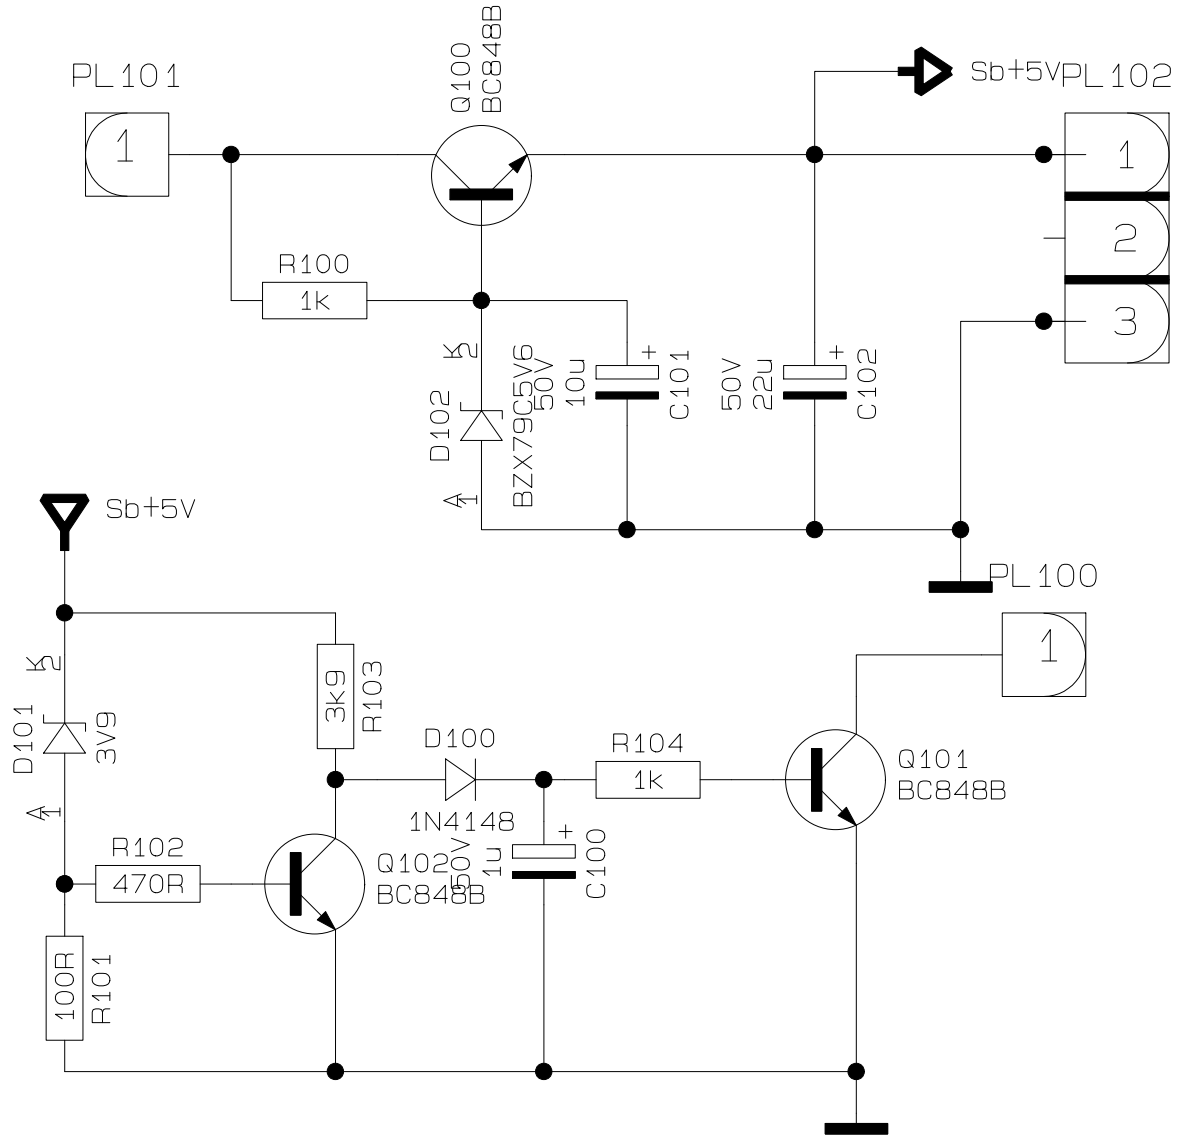 PL101
1
Q100
BC848B
Sb+5V
PL102
1
2
3
R100
1k
K
2
D102
A
1
BZX79C5V6
50V
10u
+
C101
50V
22u
+
C102
Sb+5V
PL100
1
K
2
D101
3V9
A
1
3k9
R103
D100
1N4148
R104
1k
Q101
BC848B
R102
470R
Q102
BC848B
50V
1u
+
C100
100R
R101